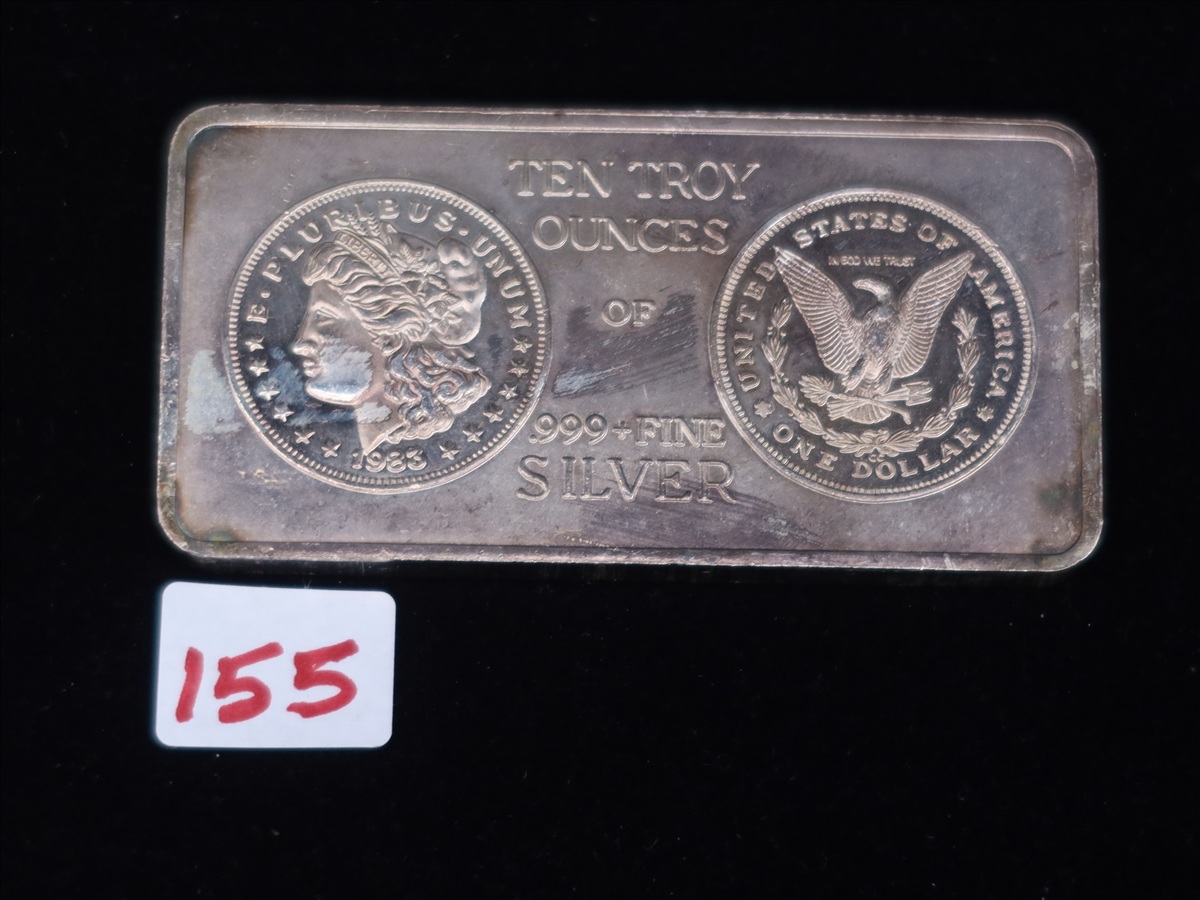 E · PLURIBUS · UNUM
LIBERTY
1983
TEN TROY
OUNCES
OF
.999+FINE
SILVER
UNITED STATES · OF AMERICA
IN GOD WE TRUST
ONE DOLLAR
155